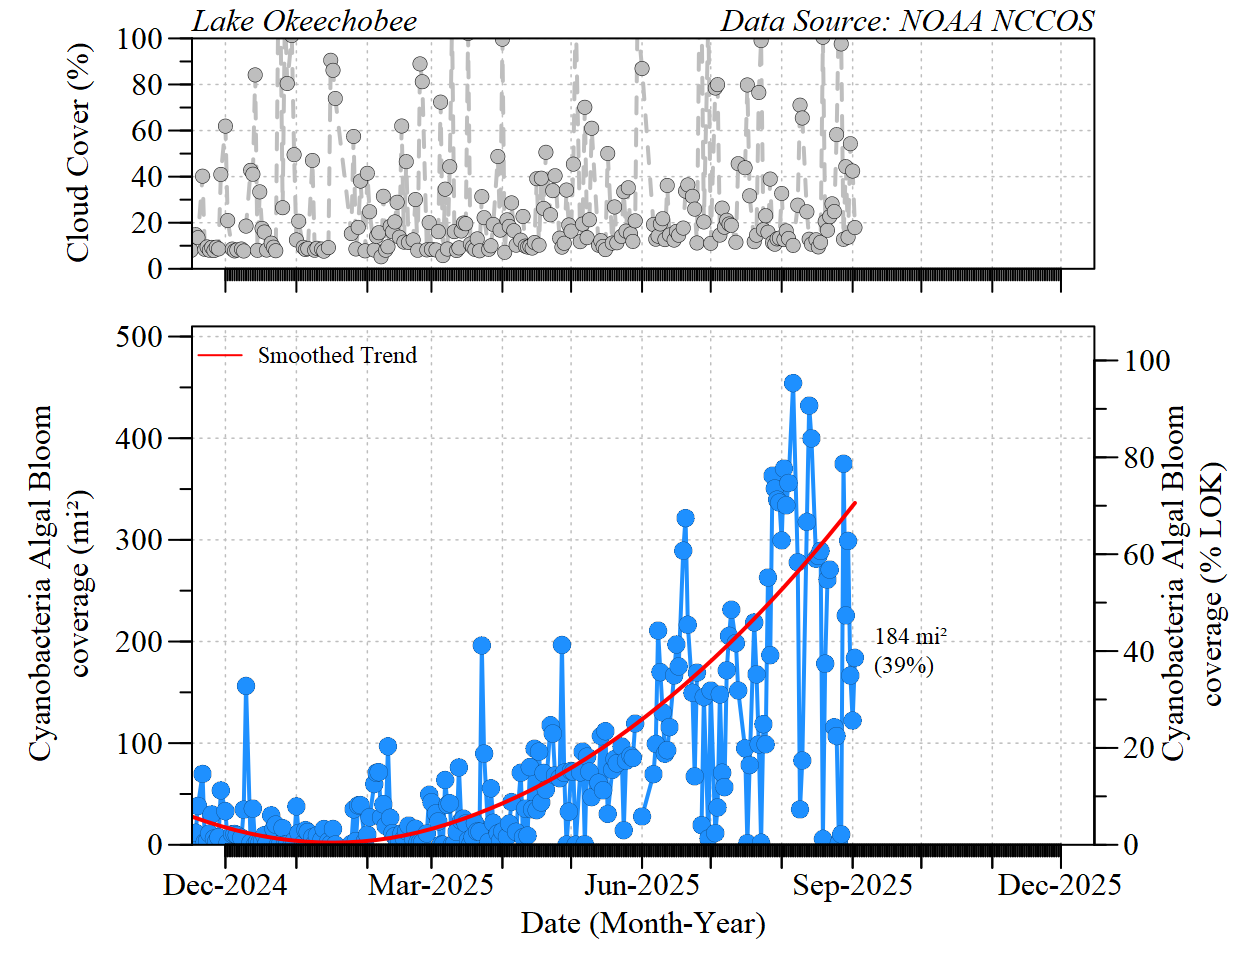 Lake Okeechobee
Data Source: NOAA NCCOS
Cloud Cover (%)
100
80
60
40
20
0
Smoothed Trend
Cyanobacteria Algal Bloom
coverage (mi²)
500
400
300
200
100
0
100
80
60
40
20
0
Cyanobacteria Algal Bloom
coverage (% LOK)
184 mi²
(39%)
Dec-2024
Mar-2025
Jun-2025
Sep-2025
Dec-2025
Date (Month-Year)